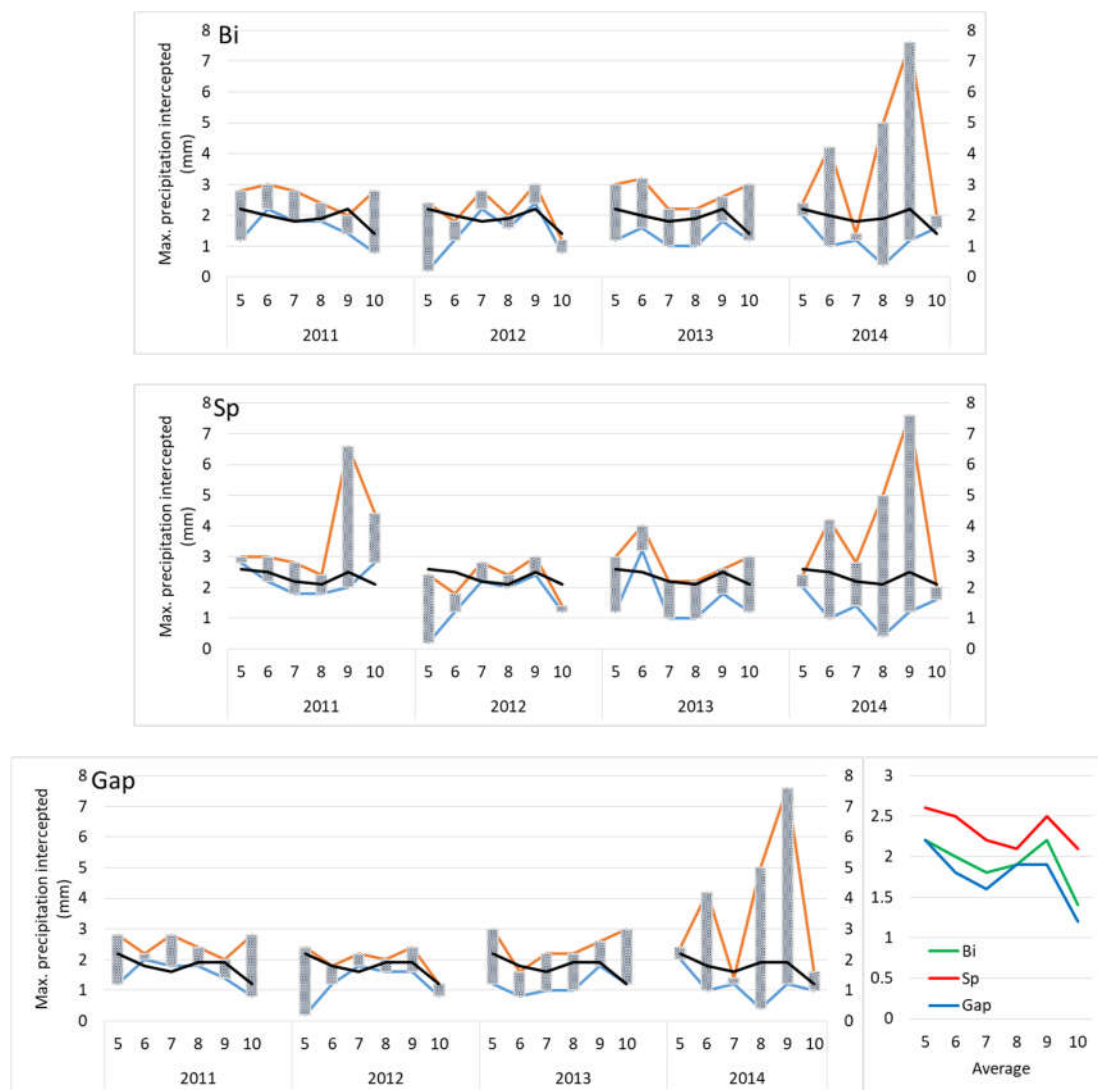 Bi
Max. precipitation intercepted
(mm)
8 8
7 7
6 6
5 5
4 4
3 3
2 2
1 1
0 0
5 6 7 8 9 10 5 6 7 8 9 10 5 6 7 8 9 10 5 6 7 8 9 10
2011 2012 2013 2014
Sp
Max. precipitation intercepted
(mm)
8 8
7 7
6 6
5 5
4 4
3 3
2 2
1 1
0 0
5 6 7 8 9 10 5 6 7 8 9 10 5 6 7 8 9 10 5 6 7 8 9 10
2011 2012 2013 2014
Gap
Max. precipitation intercepted
(mm)
8 8
7 7
6 6
5 5
4 4
3 3
2 2
1 1
0 0
5 6 7 8 9 10 5 6 7 8 9 10 5 6 7 8 9 10 5 6 7 8 9 10
2011 2012 2013 2014
3
2.5
2
1.5
1
0.5
0
Bi
Sp
Gap
5 6 7 8 9 10
Average